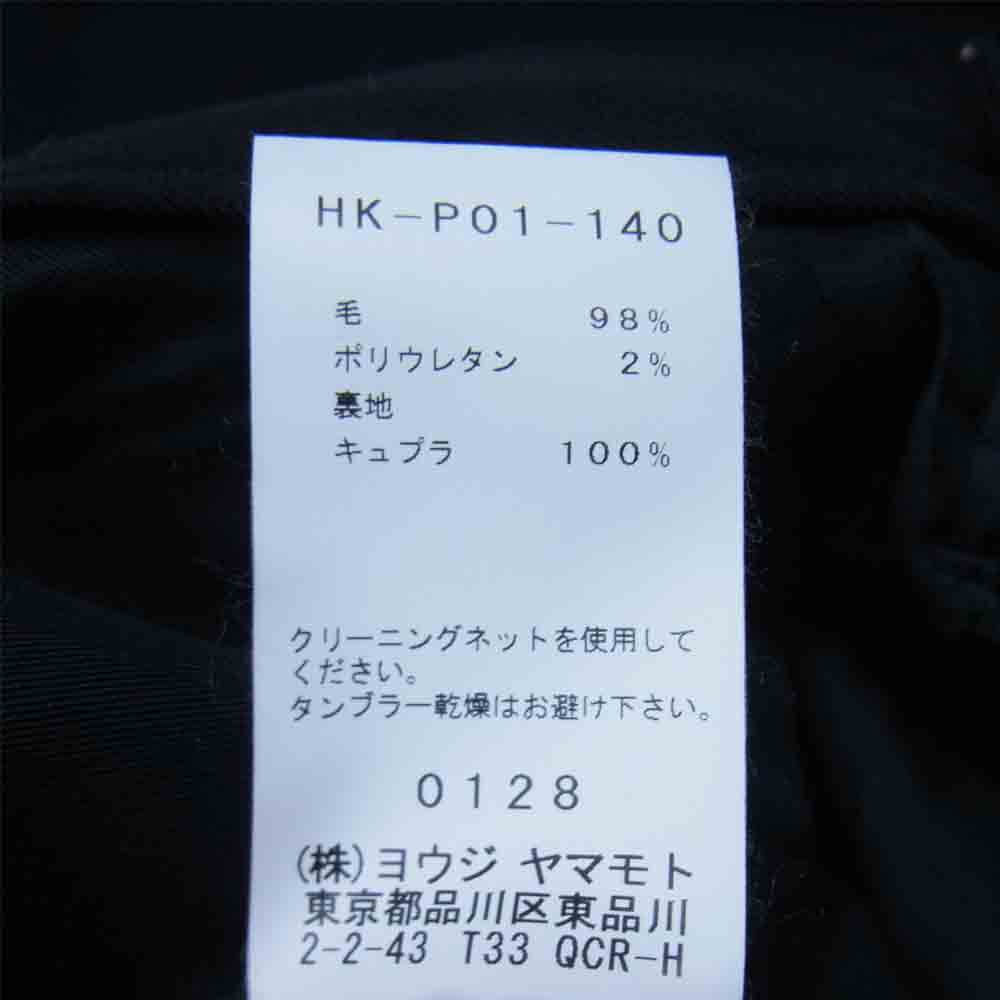 HK-P01-140
毛 98%
ポリウレタン 2%
裏地
キュプラ 100%
クリーニングネットを使用して
ください。
タンブラー乾燥はお避け下さい。
0128
(株)ヨウジ ヤマモト
東京都品川区東品川
2-2-43 T33 QCR-H